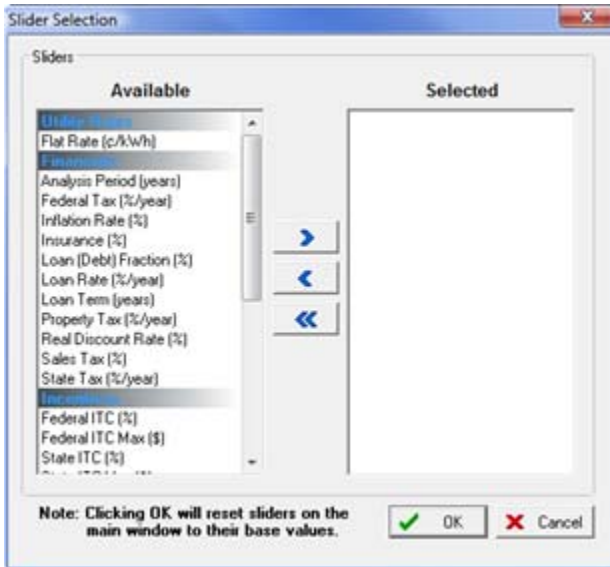 Slider Selection
Sliders
Available
Selected
Utility Rates
Flat Rate (c/kWh)
Financials
Analysis Period (years)
Federal Tax (%/year)
Inflation Rate (%)
Insurance (%)
Loan (Debt) Fraction (%)
Loan Rate (%/year)
Loan Term (years)
Property Tax (%/year)
Real Discount Rate (%)
Sales Tax (%)
State Tax (%/year)
Incentives
Federal ITC (%)
Federal ITC Max ($)
State ITC (%)
Note: Clicking OK will reset sliders on the
main window to their base values.
OK
Cancel